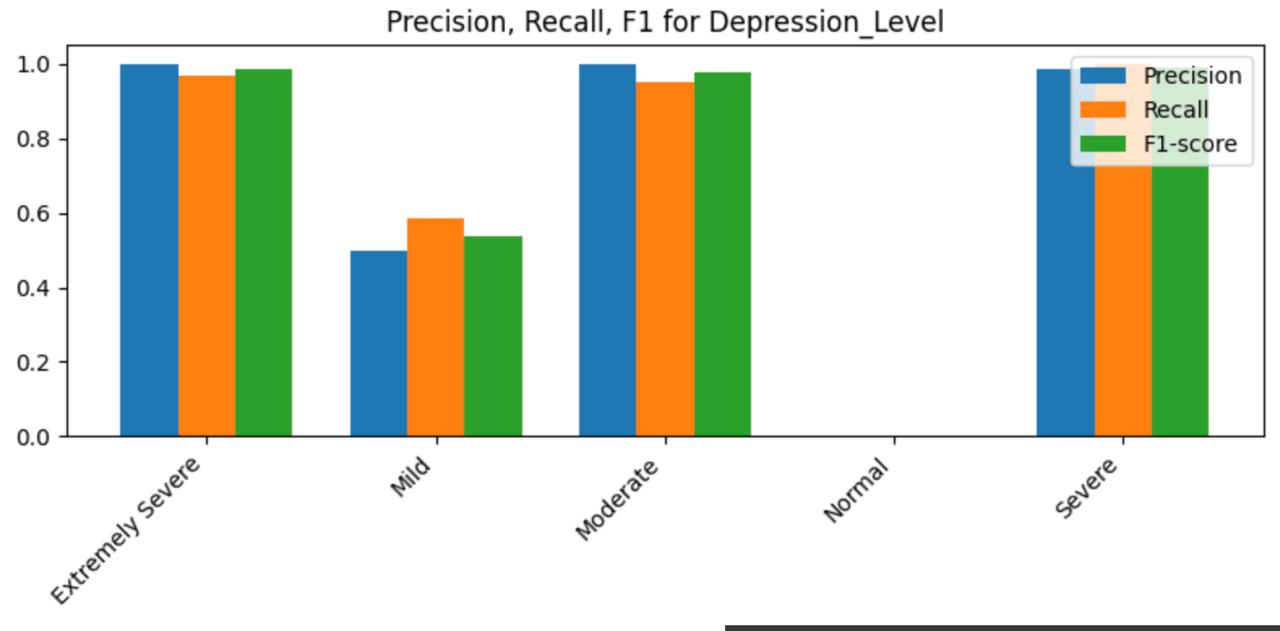 Precision, Recall, F1 for Depression_Level
1.0
0.8
0.6
0.4
0.2
0.0
Precision
Recall
F1-score
Extremely Severe
Mild
Moderate
Normal
Severe